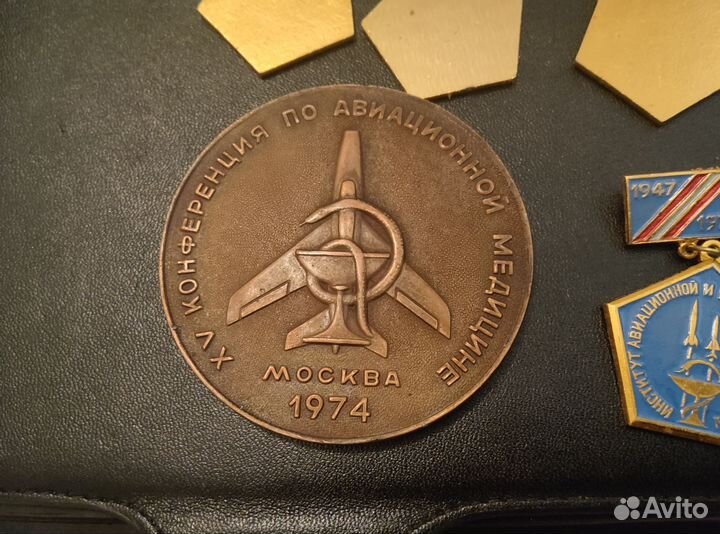 XV КОНФЕРЕНЦИЯ ПО АВИАЦИОННОЙ МЕДИЦИНЕ
МОСКВА
1974
1947
ИНСТИТУТ АВИАЦИОННОЙ И
Avito